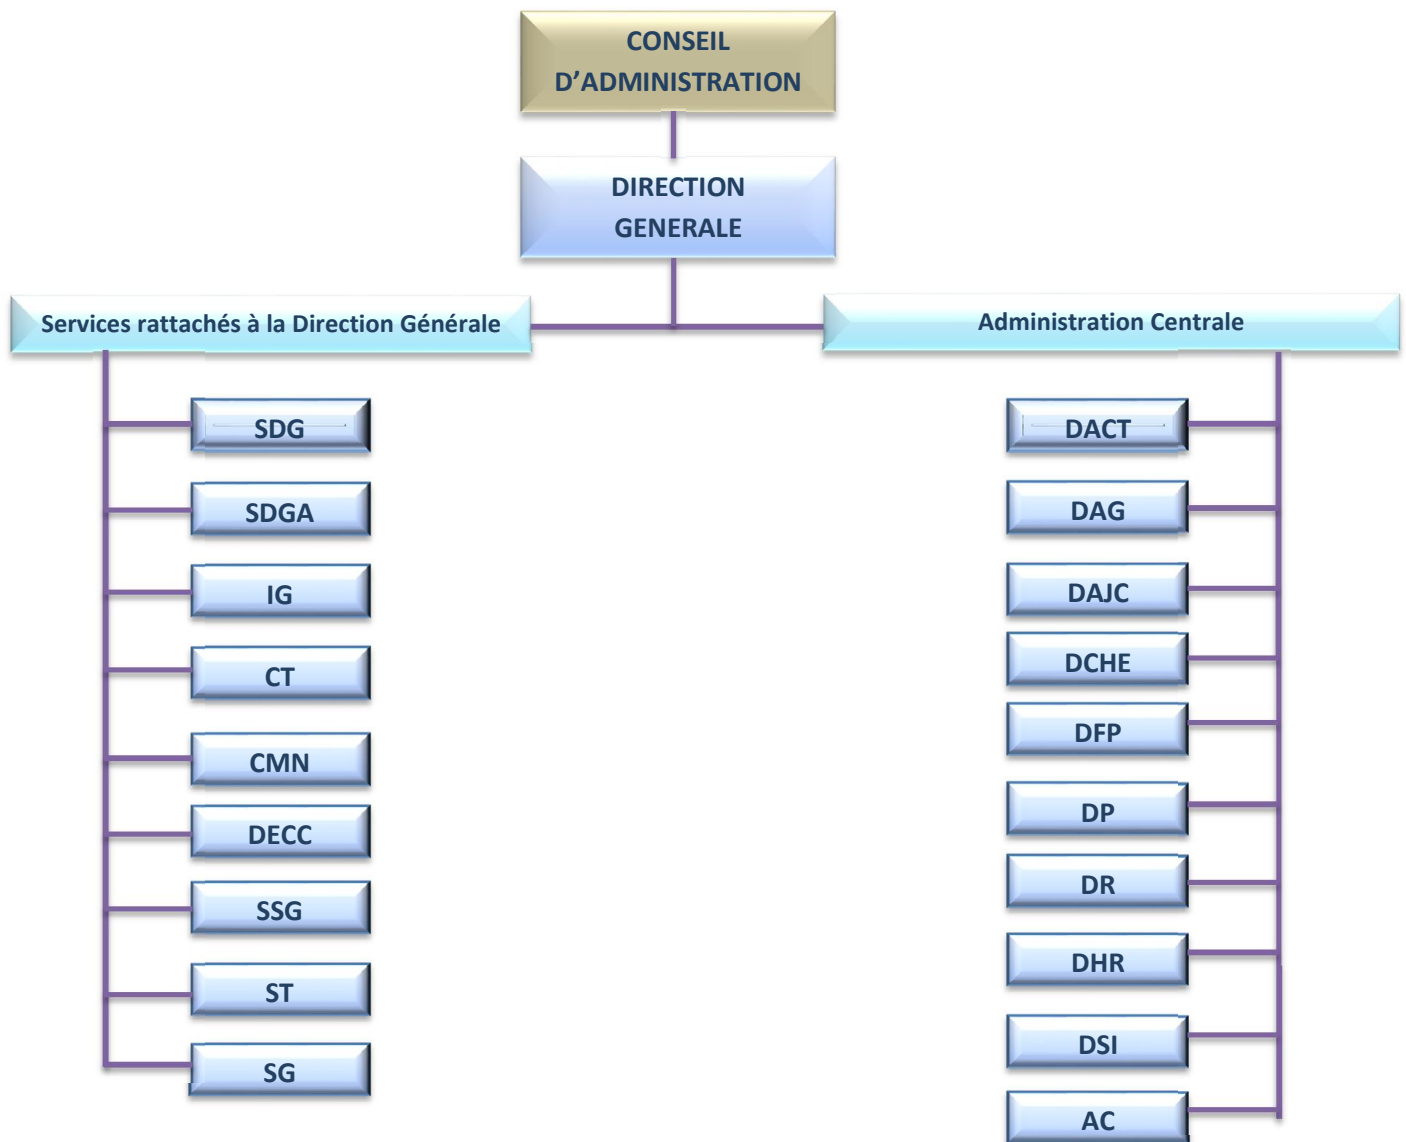 CONSEIL
D’ADMINISTRATION
DIRECTION
GENERALE
Services rattachés à la Direction Générale
SDG
SDGA
IG
CT
CMN
DECC
SSG
ST
SG
Administration Centrale
DACT
DAG
DAJC
DCHE
DFP
DP
DR
DHR
DSI
AC